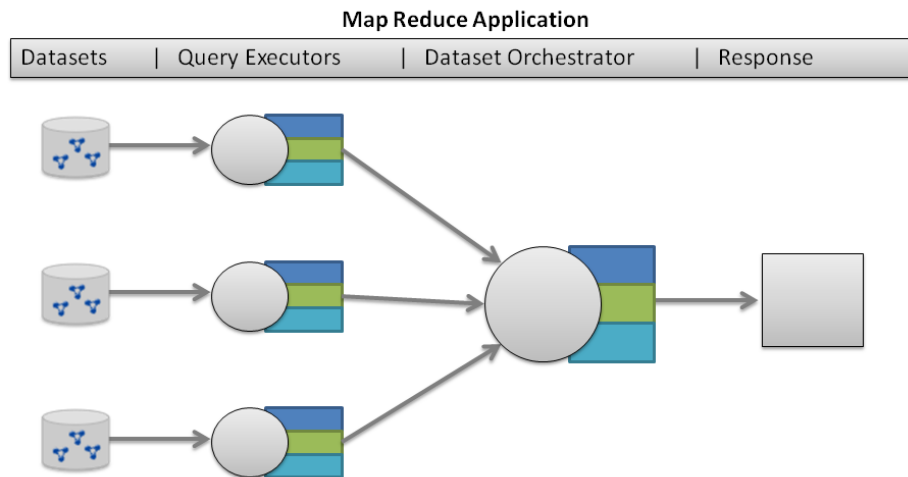 Map Reduce Application
Datasets | Query Executors | Dataset Orchestrator | Response